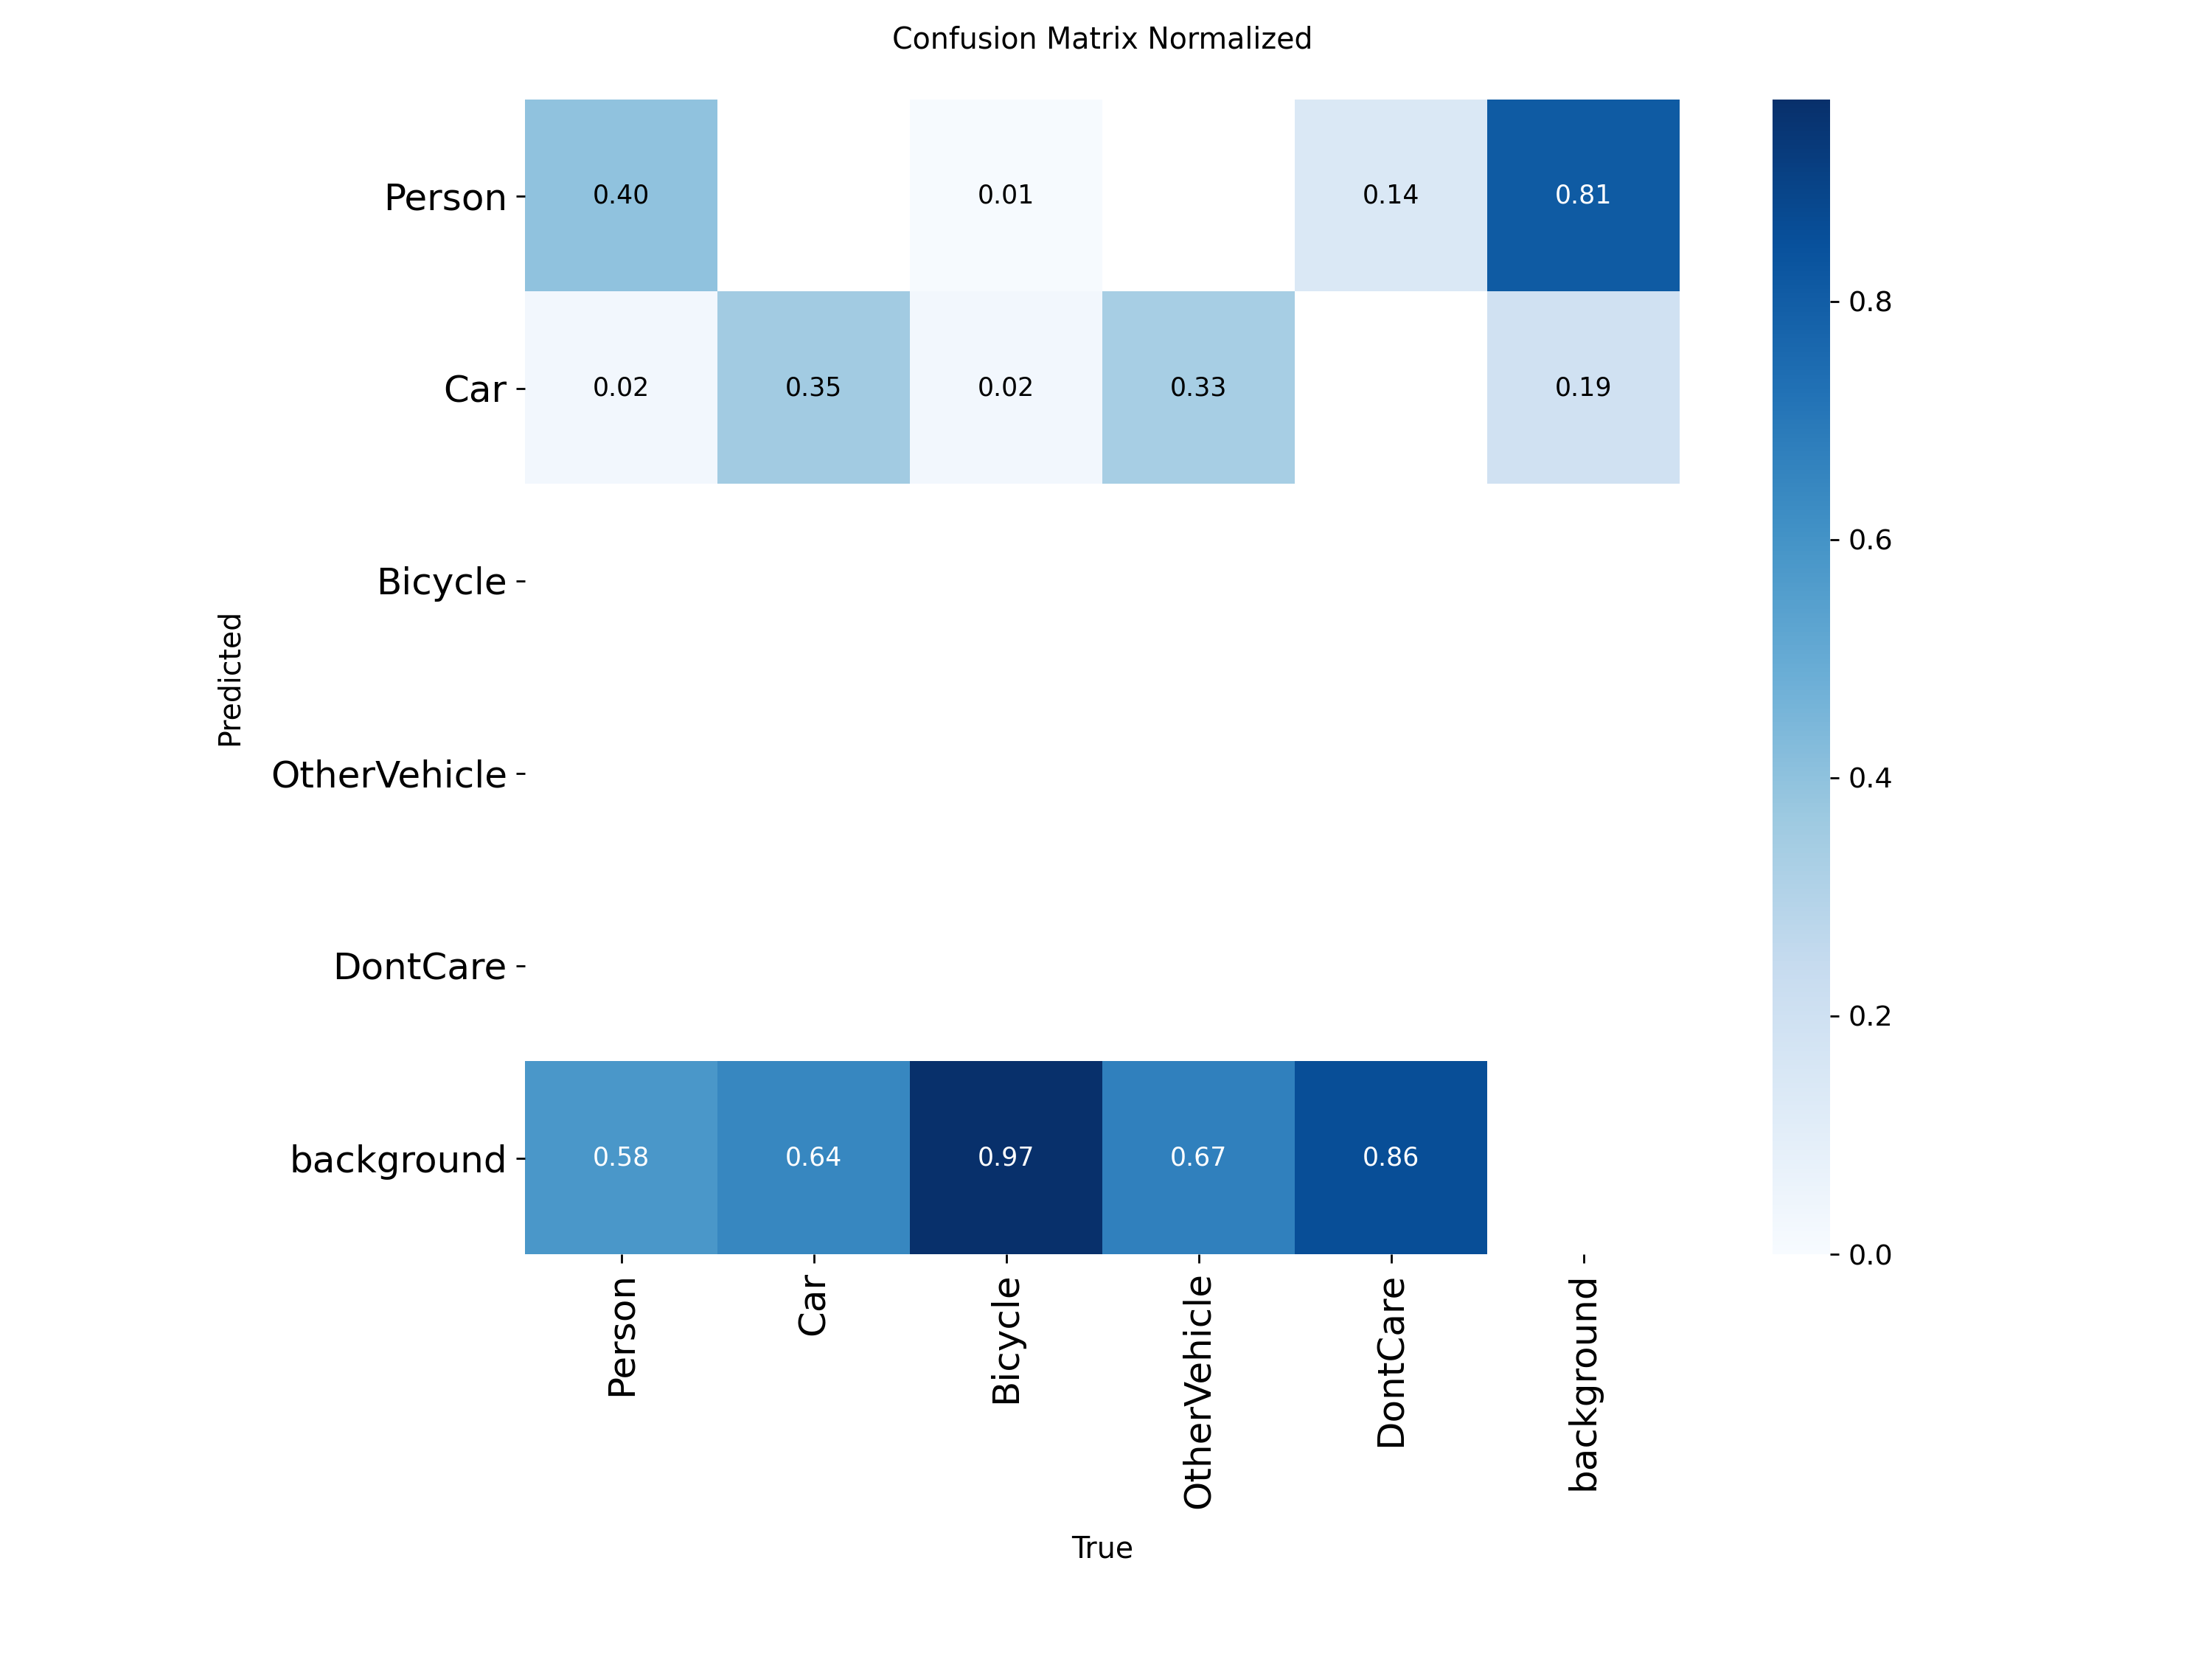 Confusion Matrix Normalized
Person
0.40
0.01
0.14
0.81
Car
0.02
0.35
0.02
0.33
0.19
Bicycle
OtherVehicle
DontCare
background
0.58
0.64
0.97
0.67
0.86
Predicted
Person
Car
Bicycle
OtherVehicle
DontCare
background
True
0.8
0.6
0.4
0.2
0.0